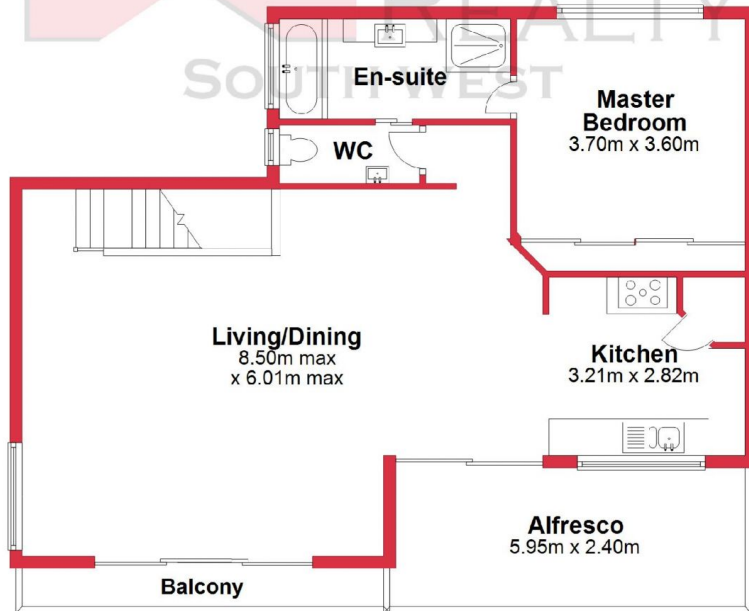 REALTY
SOUTH WEST
En-suite
Master
Bedroom
3.70m x 3.60m
WC
Living/Dining
8.50m max
x 6.01m max
Kitchen
3.21m x 2.82m
Alfresco
5.95m x 2.40m
Balcony